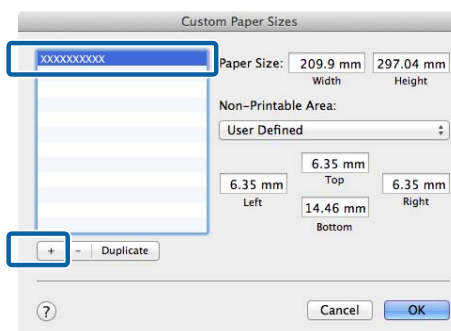 Custom Paper Sizes
XXXXXXXXXX
Paper Size: 209.9 mm 297.04 mm
Width Height
Non-Printable Area:
User Defined
6.35 mm
Top
6.35 mm 6.35 mm
Left Right
14.46 mm
Bottom
+ - Duplicate
? Cancel OK